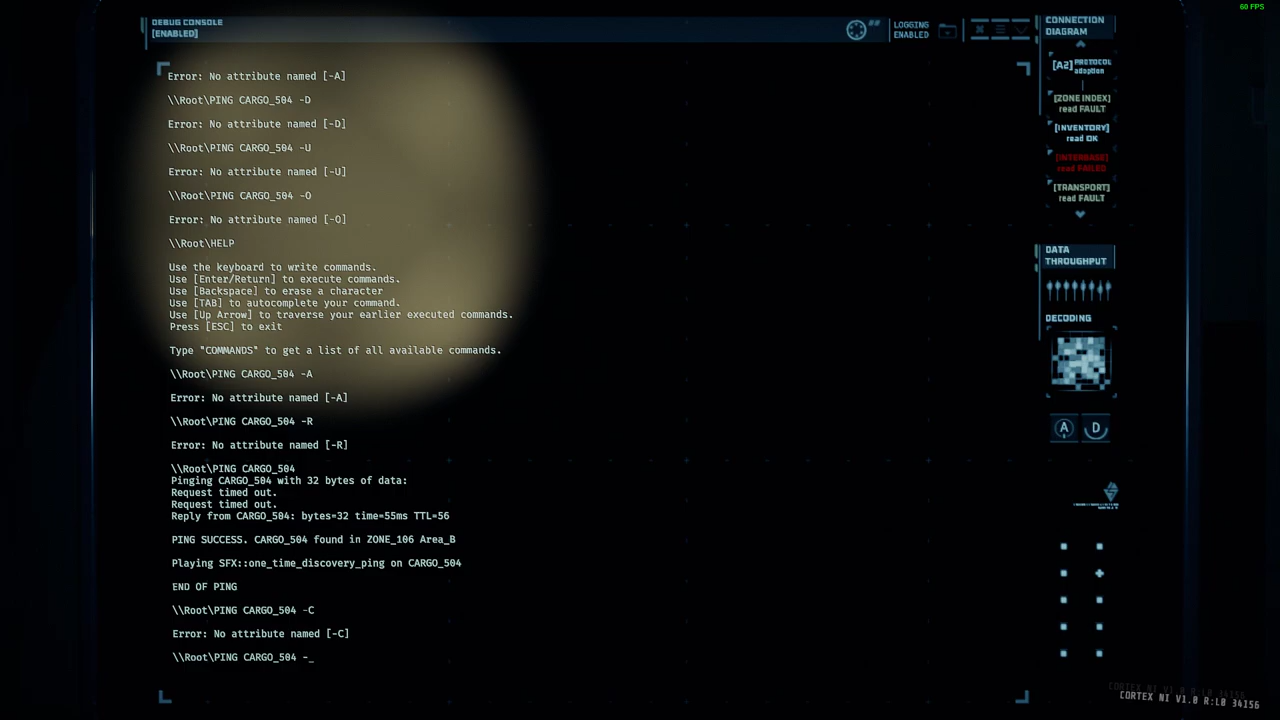 60 FPS
DEBUG CONSOLE
[ENABLED]
LOGGING
ENABLED
CONNECTION
DIAGRAM
Error: No attribute named [-A]
\\Root\PING CARGO_504 -D
Error: No attribute named [-D]
\\Root\PING CARGO_504 -U
Error: No attribute named [-U]
\\Root\PING CARGO_504 -O
Error: No attribute named [-O]
\\Root\HELP
Use the keyboard to write commands.
Use [Enter/Return] to execute commands.
Use [Backspace] to erase a character
Use [TAB] to autocomplete your command.
Use [Up Arrow] to traverse your earlier executed commands.
Press [ESC] to exit
Type "COMMANDS" to get a list of all available commands.
\\Root\PING CARGO_504 -A
Error: No attribute named [-A]
\\Root\PING CARGO_504 -R
Error: No attribute named [-R]
\\Root\PING CARGO_504
Pinging CARGO_504 with 32 bytes of data:
Request timed out.
Request timed out.
Reply from CARGO_504: bytes=32 time=55ms TTL=56
PING SUCCESS. CARGO_504 found in ZONE_106 Area_B
Playing SFX::one_time_discovery_ping on CARGO_504
END OF PING
\\Root\PING CARGO_504 -C
Error: No attribute named [-C]
\\Root\PING CARGO_504 -_
[A2] PROTOCOL
adoption
[ZONE INDEX]
read FAULT
[INVENTORY]
read OK
[INTERBASE]
read FAILED
[TRANSPORT]
read FAULT
DATA
THROUGHPUT
DECODING
A D
CORTEX NI V1.0 R:L0 34156